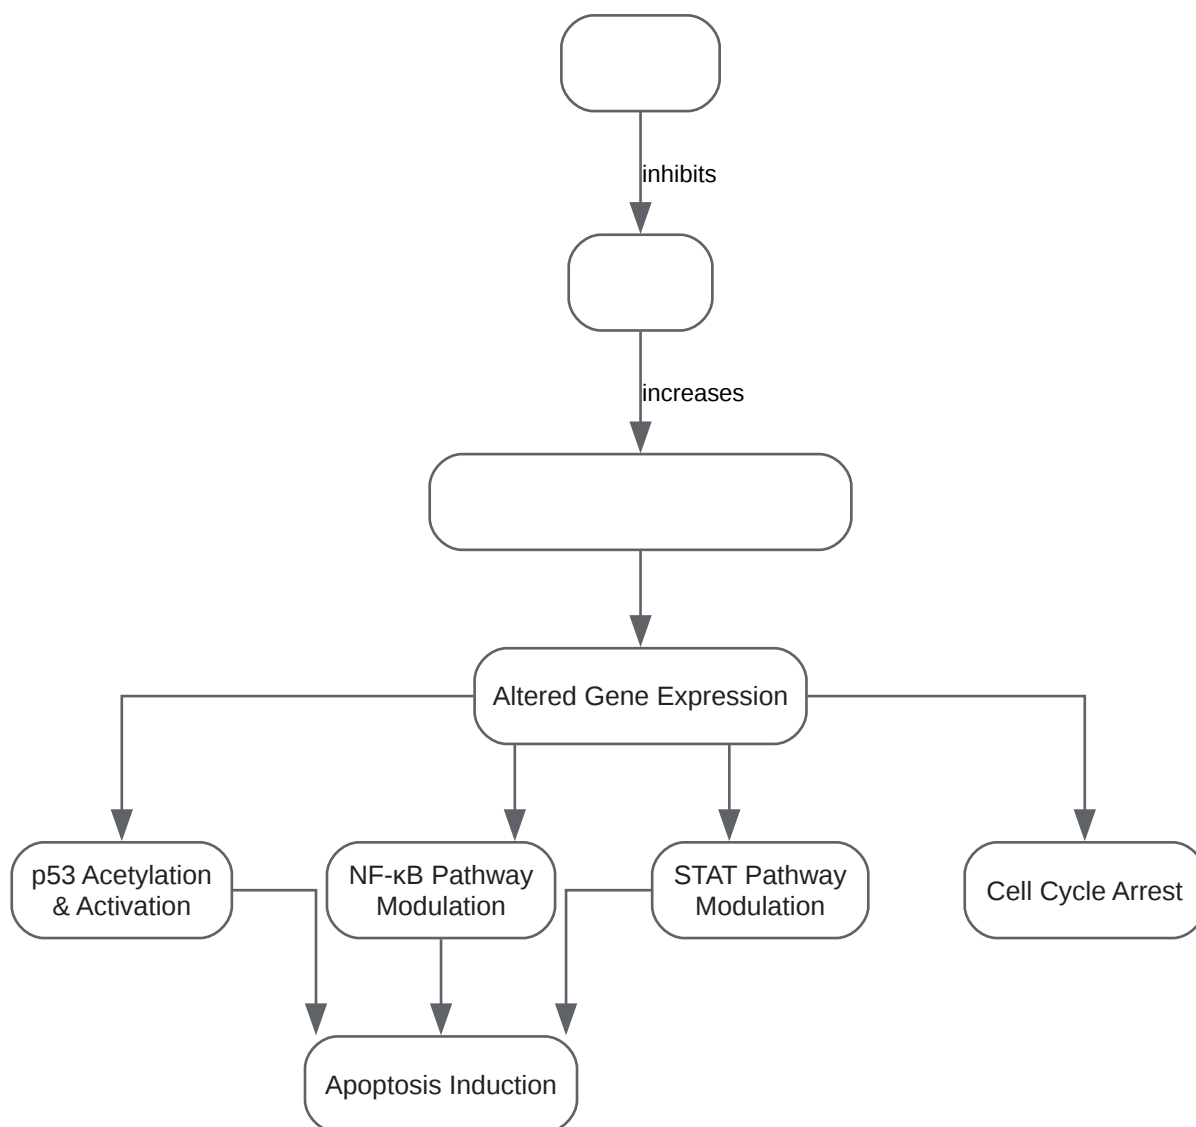 inhibits
increases
Altered Gene Expression
p53 Acetylation
& Activation
NF-κB Pathway
Modulation
STAT Pathway
Modulation
Cell Cycle Arrest
Apoptosis Induction